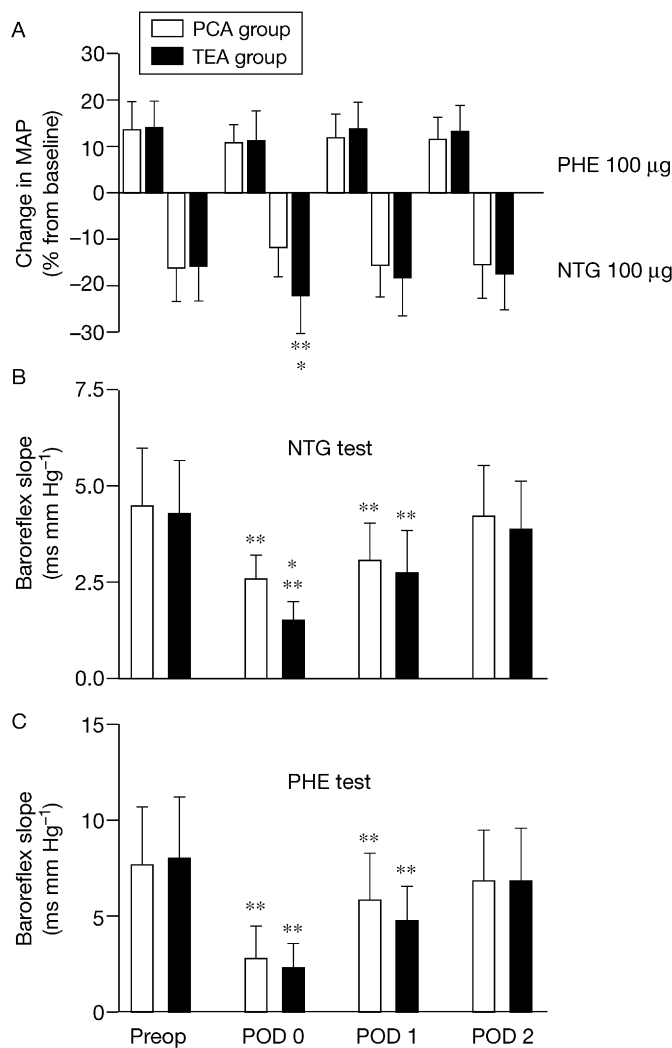 A
PCA group
TEA group
Change in MAP
(% from baseline)
30
20
10
0
−10
−20
−30
PHE 100 μg
NTG 100 μg
**
*
B
Baroreflex slope
(ms mm Hg⁻¹)
7.5
5.0
2.5
0.0
NTG test
**
*
**
**
**
C
Baroreflex slope
(ms mm Hg⁻¹)
15
10
5
0
PHE test
**
**
**
**
Preop POD 0 POD 1 POD 2